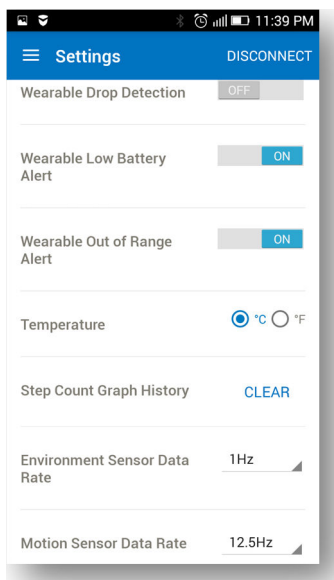 11:39 PM
Settings DISCONNECT
Wearable Drop Detection OFF
Wearable Low Battery ON
Alert
Wearable Out of Range ON
Alert
Temperature °C °F
Step Count Graph History CLEAR
Environment Sensor Data 1Hz
Rate
Motion Sensor Data Rate 12.5Hz